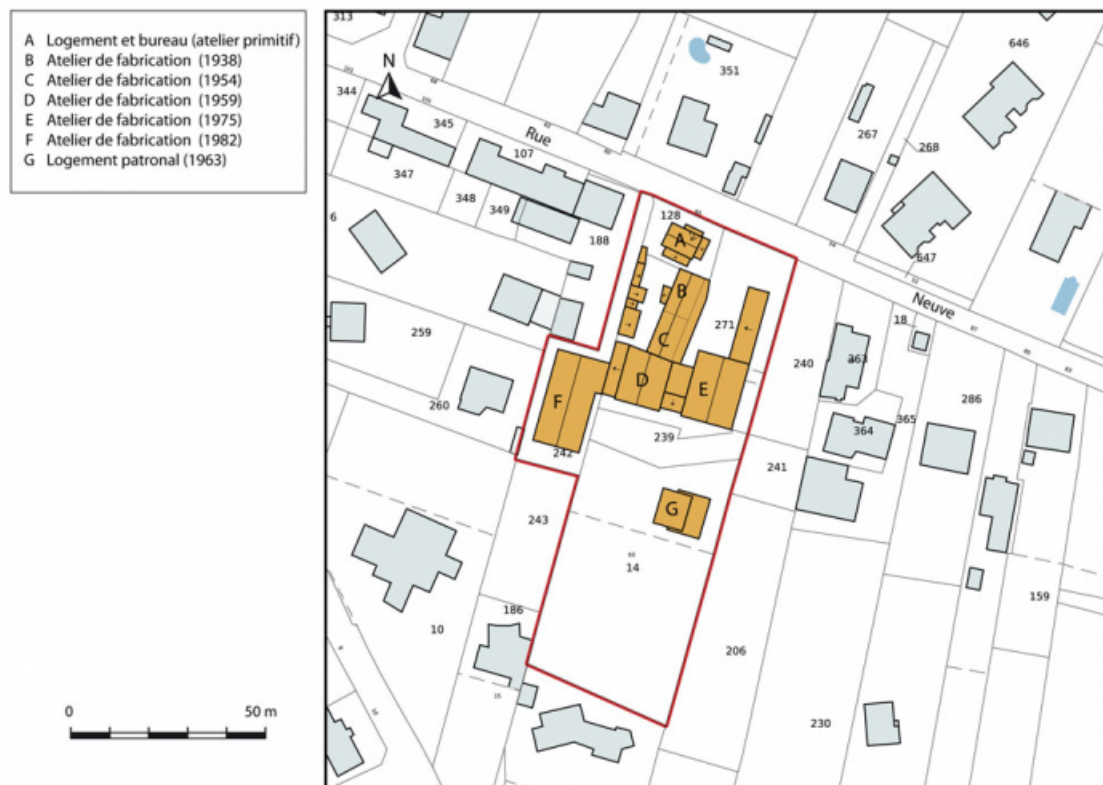 A Logement et bureau (atelier primitif)
B Atelier de fabrication (1938)
C Atelier de fabrication (1954)
D Atelier de fabrication (1959)
E Atelier de fabrication (1975)
F Atelier de fabrication (1982)
G Logement patronal (1963)
0 50 m
313
N
351
646
344
345
Rue
267
107
268
347
348
349
128
6
188
A
647
B
Neuve
271
18
259
C
240
363
D
E
286
260
F
365
364
239
242
241
G
243
14
159
186
10
206
230